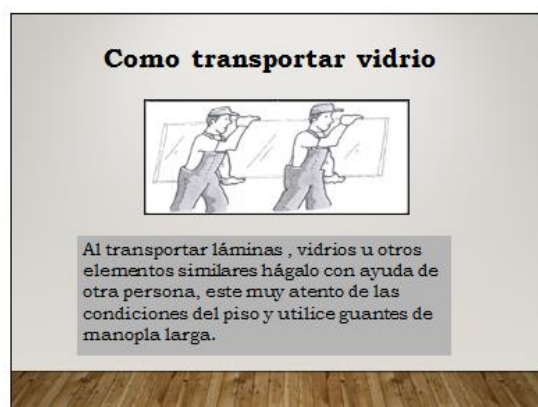 Como transportar vidrio
Al transportar láminas , vidrios u otros
elementos similares hágalo con ayuda de
otra persona, este muy atento de las
condiciones del piso y utilice guantes de
manopla larga.